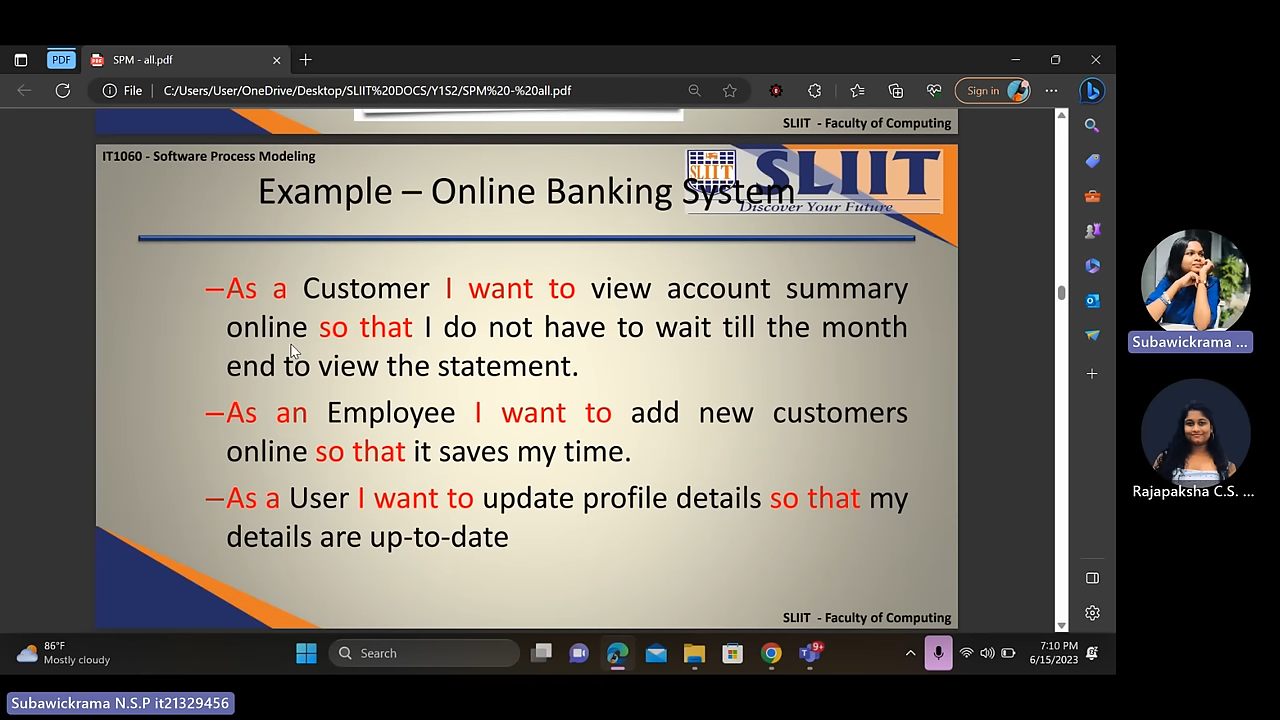 PDF
SPM - all.pdf
File
C:/Users/User/OneDrive/Desktop/SLIIT%20DOCS/Y1S2/SPM%20-%20all.pdf
Sign in
SLIIT - Faculty of Computing
IT1060 - Software Process Modeling
SLIIT
SLIIT
Discover Your Future
Example – Online Banking System
–As a Customer I want to view account summary
online so that I do not have to wait till the month
end to view the statement.
–As an Employee I want to add new customers
online so that it saves my time.
–As a User I want to update profile details so that my
details are up-to-date
SLIIT - Faculty of Computing
Subawickrama ...
Rajapaksha C.S. ...
86°F
Mostly cloudy
Search
9+
7:10 PM
6/15/2023
Subawickrama N.S.P it21329456